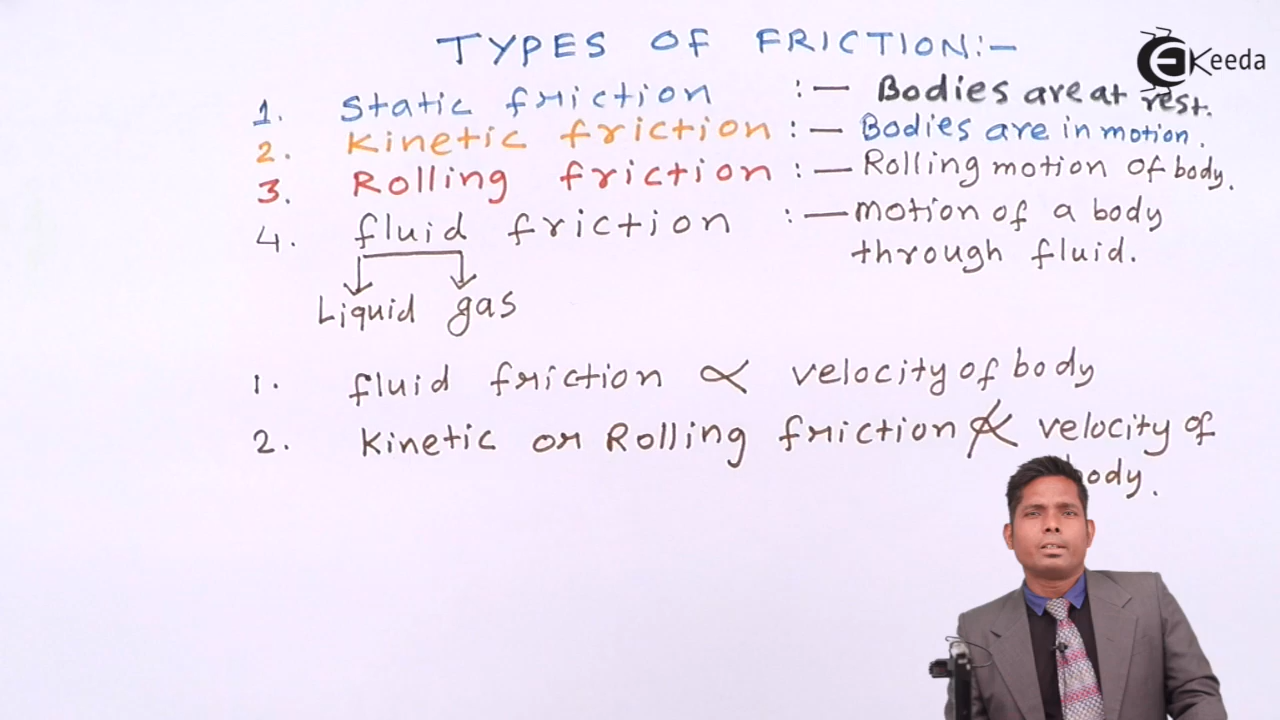 TYPES OF FRICTION:-
EKeeda
1. Static friction :— Bodies are at rest.
2. Kinetic friction :— Bodies are in motion.
3. Rolling friction :— Rolling motion of body.
4. fluid friction :— motion of a body
through fluid.
Liquid gas
1. fluid friction ∝ velocity of body
2. Kinetic or Rolling friction ∝̸ velocity of
body.